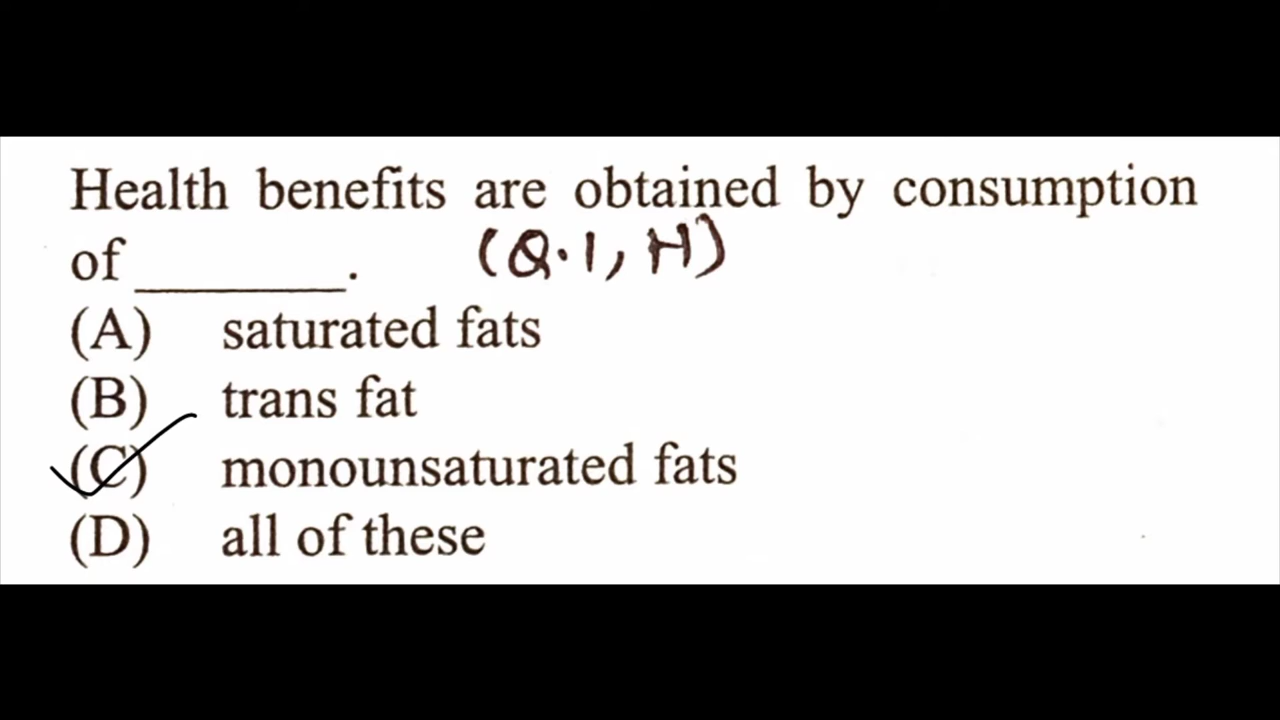 Health benefits are obtained by consumption
of ________. (Q.1, H)
(A) saturated fats
(B) trans fat
(C) monounsaturated fats
(D) all of these